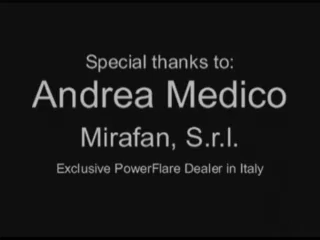 Special thanks to:
Andrea Medico
Mirafan, S.r.l.
Exclusive PowerFlare Dealer in Italy